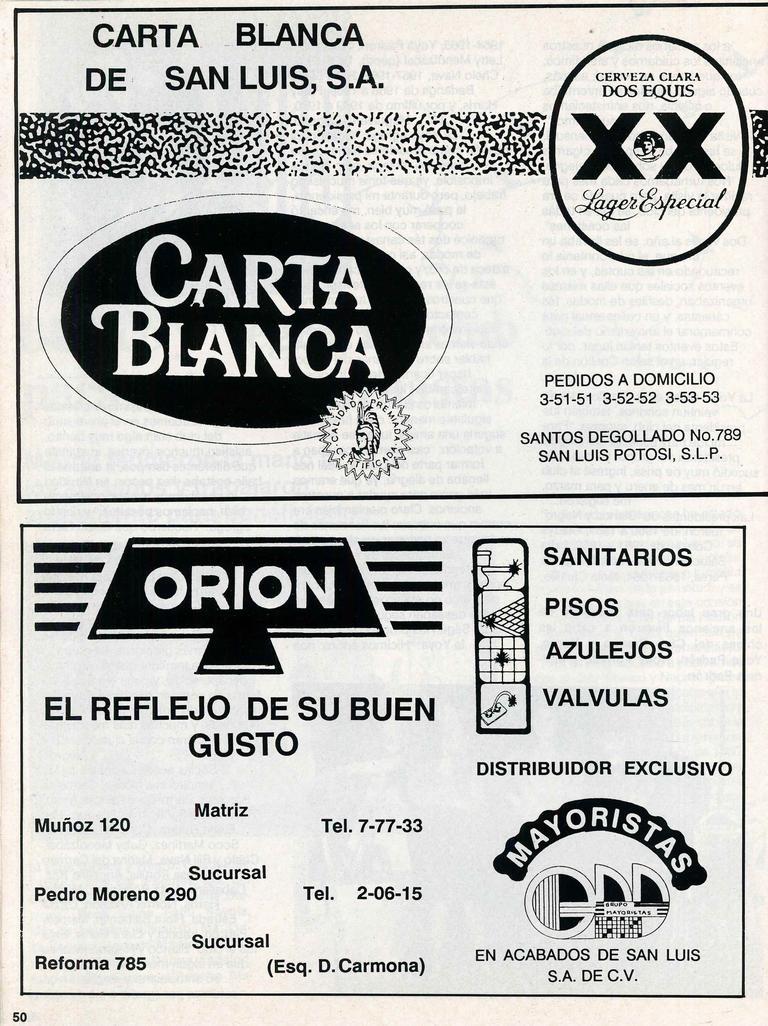 CARTA BLANCA
DE SAN LUIS, S.A.
CERVEZA CLARA
DOS EQUIS
XX
Lager Especial
CARTA
BLANCA
CALIDAD PREMIADA
CERTIFICADA
PEDIDOS A DOMICILIO
3-51-51 3-52-52 3-53-53
SANTOS DEGOLLADO No.789
SAN LUIS POTOSI, S.L.P.
ORION
EL REFLEJO DE SU BUEN
GUSTO
Matriz
Muñoz 120 Tel. 7-77-33
Sucursal
Pedro Moreno 290 Tel. 2-06-15
Sucursal
Reforma 785 (Esq. D. Carmona)
SANITARIOS
PISOS
AZULEJOS
VALVULAS
DISTRIBUIDOR EXCLUSIVO
MAYORISTAS
GRUPO
MAYORISTAS
EN ACABADOS DE SAN LUIS
S.A. DE C.V.
50